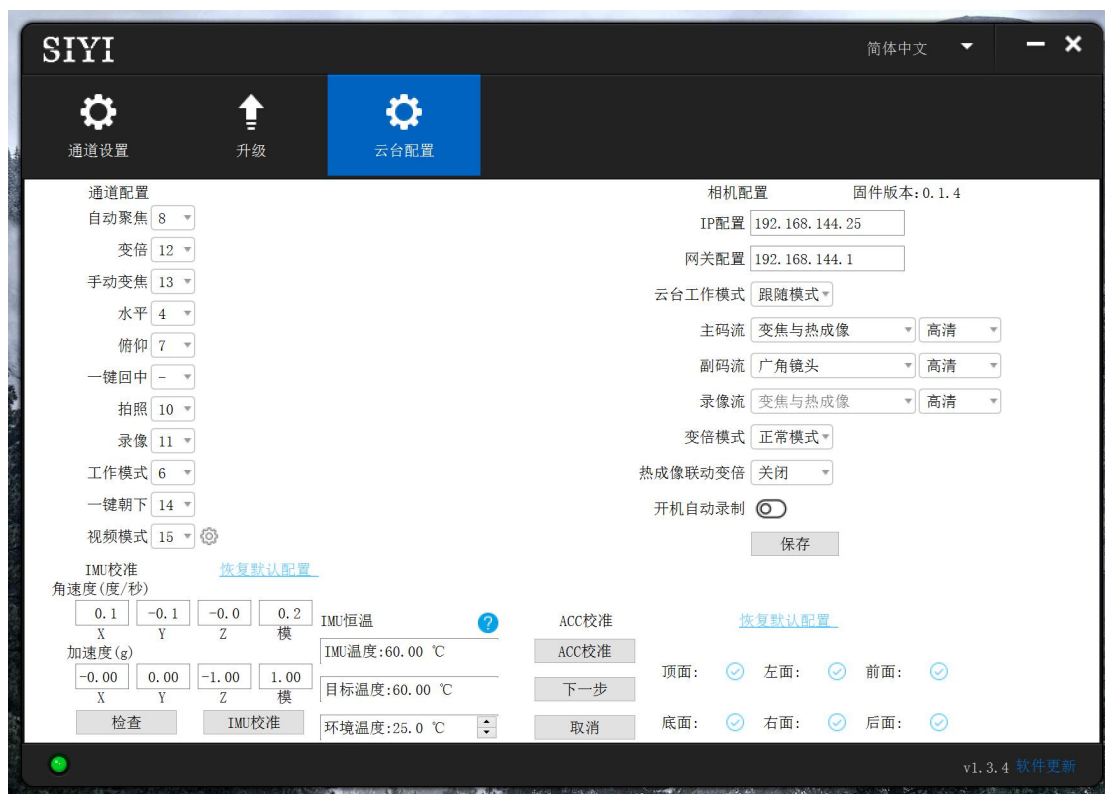 SIYI
简体中文
通道设置
升级
云台配置
通道配置
自动聚焦 8
变倍 12
手动变焦 13
水平 4
俯仰 7
一键回中 -
拍照 10
录像 11
工作模式 6
一键朝下 14
视频模式 15
相机配置 固件版本:0.1.4
IP配置 192.168.144.25
网关配置 192.168.144.1
云台工作模式 跟随模式
主码流 变焦与热成像 高清
副码流 广角镜头 高清
录像流 变焦与热成像 高清
变倍模式 正常模式
热成像联动变倍 关闭
开机自动录制
保存
IMU校准 恢复默认配置
角速度(度/秒)
0.1 -0.1 -0.0 0.2
X Y Z 模
加速度(g)
-0.00 0.00 -1.00 1.00
X Y Z 模
检查 IMU校准
IMU恒温 ?
IMU温度:60.00 ℃
目标温度:60.00 ℃
环境温度:25.0 ℃
ACC校准 恢复默认配置
ACC校准
下一步
取消
顶面: 左面: 前面:
底面: 右面: 后面:
v1.3.4 软件更新